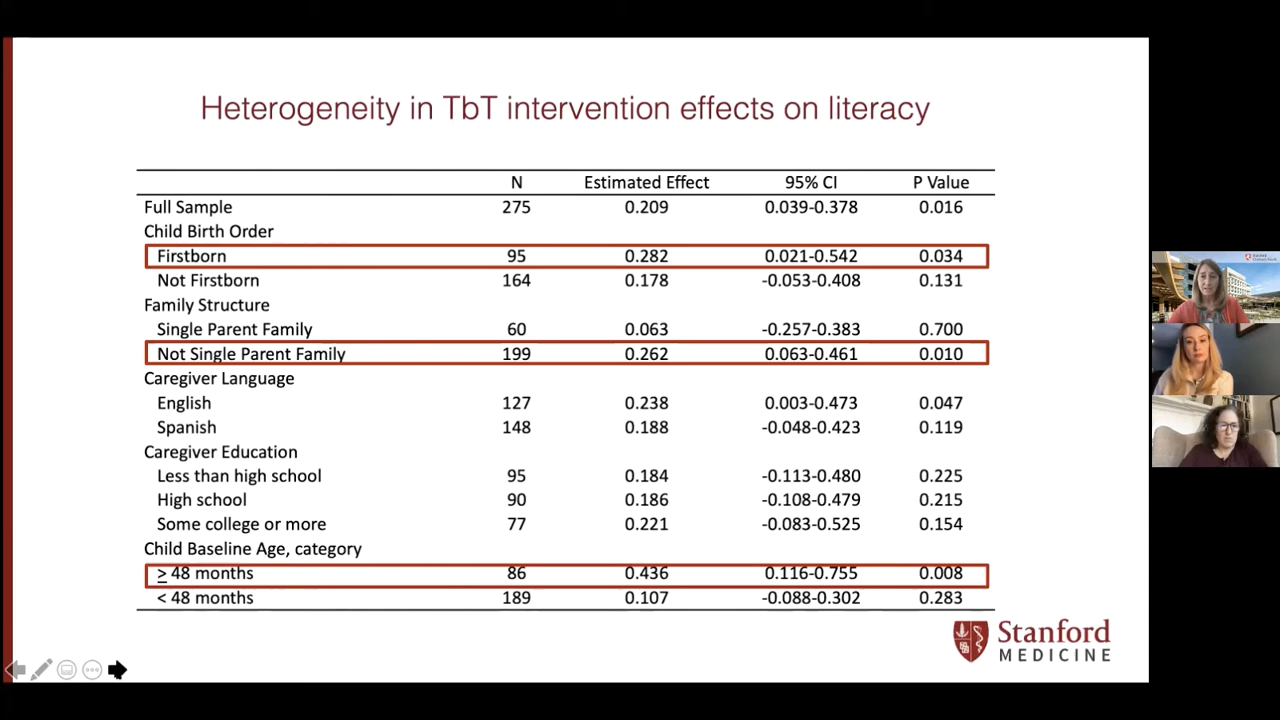 Heterogeneity in TbT intervention effects on literacy
N Estimated Effect 95% CI P Value
Full Sample 275 0.209 0.039-0.378 0.016
Child Birth Order
Firstborn 95 0.282 0.021-0.542 0.034
Not Firstborn 164 0.178 -0.053-0.408 0.131
Family Structure
Single Parent Family 60 0.063 -0.257-0.383 0.700
Not Single Parent Family 199 0.262 0.063-0.461 0.010
Caregiver Language
English 127 0.238 0.003-0.473 0.047
Spanish 148 0.188 -0.048-0.423 0.119
Caregiver Education
Less than high school 95 0.184 -0.113-0.480 0.225
High school 90 0.186 -0.108-0.479 0.215
Some college or more 77 0.221 -0.083-0.525 0.154
Child Baseline Age, category
≥ 48 months 86 0.436 0.116-0.755 0.008
< 48 months 189 0.107 -0.088-0.302 0.283
Stanford
MEDICINE